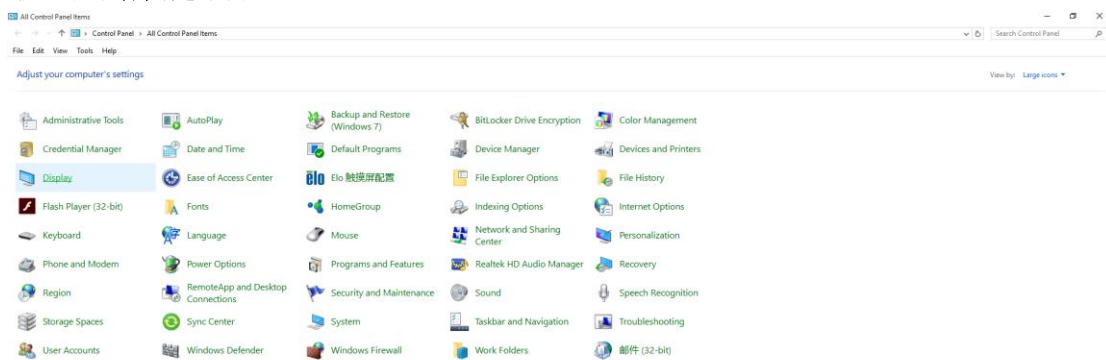 All Control Panel Items
Control Panel > All Control Panel Items
Search Control Panel
File Edit View Tools Help
Adjust your computer's settings
View by: Large icons
Administrative Tools
AutoPlay
Backup and Restore
(Windows 7)
BitLocker Drive Encryption
Color Management
Credential Manager
Date and Time
Default Programs
Device Manager
Devices and Printers
Display
Ease of Access Center
elo
Elo 触摸屏配置
File Explorer Options
File History
Flash Player (32-bit)
Fonts
HomeGroup
Indexing Options
Internet Options
Keyboard
Language
Mouse
Network and Sharing
Center
Personalization
Phone and Modem
Power Options
Programs and Features
Realtek HD Audio Manager
Recovery
Region
RemoteApp and Desktop
Connections
Security and Maintenance
Sound
Speech Recognition
Storage Spaces
Sync Center
System
Taskbar and Navigation
Troubleshooting
User Accounts
Windows Defender
Windows Firewall
Work Folders
邮件 (32-bit)